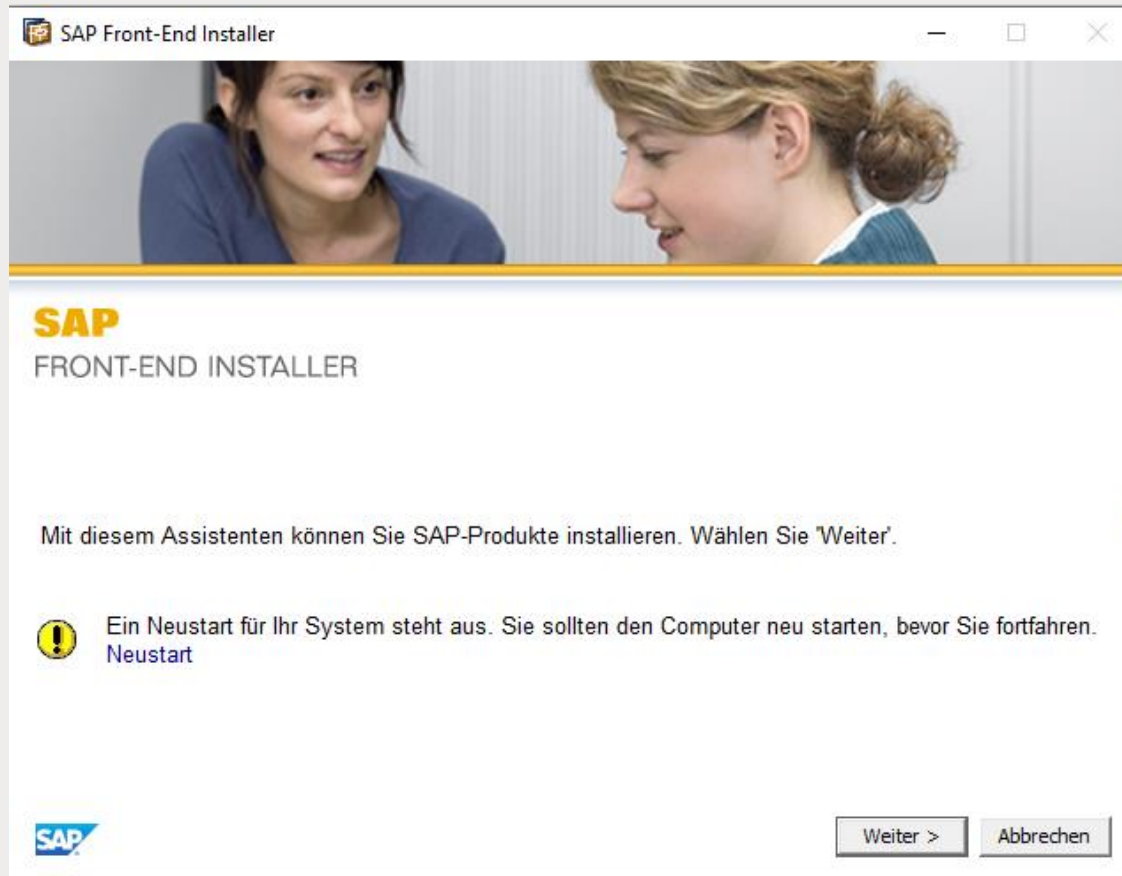 SAP Front-End Installer
SAP
FRONT-END INSTALLER
Mit diesem Assistenten können Sie SAP-Produkte installieren. Wählen Sie 'Weiter'.
Ein Neustart für Ihr System steht aus. Sie sollten den Computer neu starten, bevor Sie fortfahren.
Neustart
SAP
Weiter >
Abbrechen